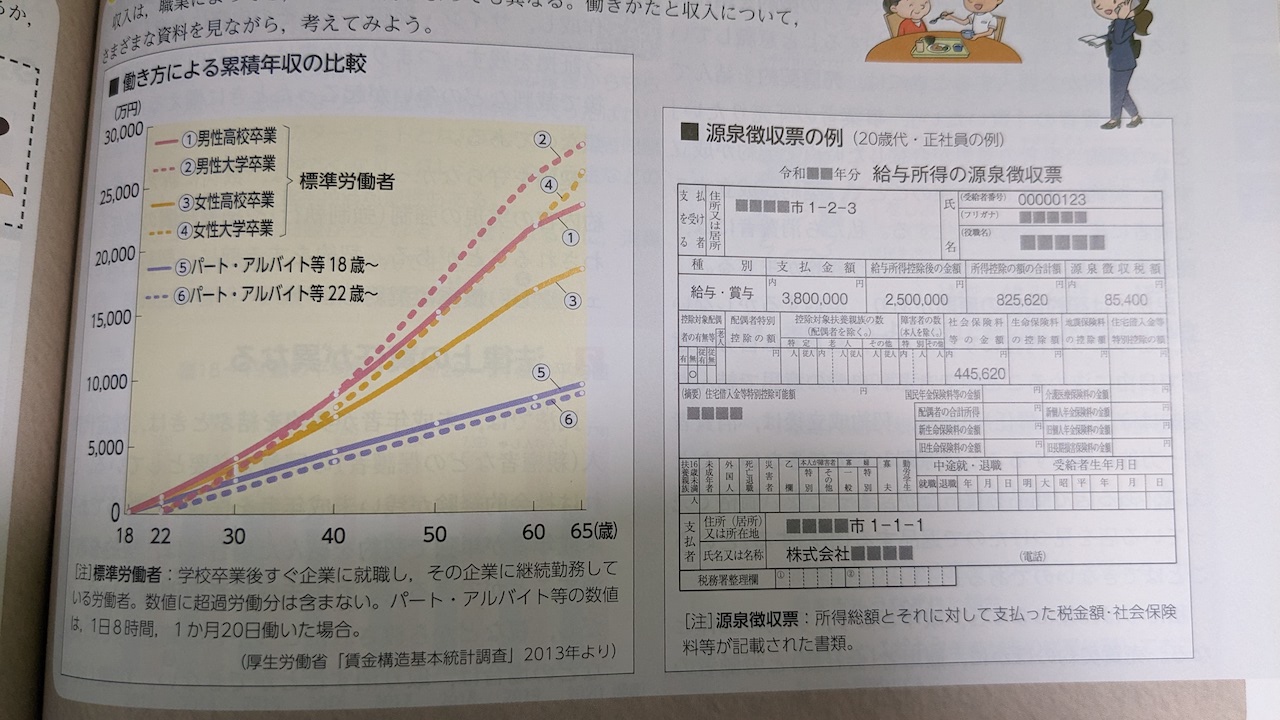 るか,
収入は,
も異なる。働きかたと収入について,
さまざまな資料を見ながら,考えてみよう。
■ 働き方による累積年収の比較
(万円)
30,000
25,000
20,000
15,000
10,000
5,000
0
①男性高校卒業
②男性大学卒業
③女性高校卒業
④女性大学卒業
標準労働者
⑤パート・アルバイト等 18 歳〜
⑥パート・アルバイト等 22 歳〜
②
④
①
③
⑤
⑥
18 22 30 40 50 60 65(歳)
[注]標準労働者:学校卒業後すぐ企業に就職し,その企業に継続勤務して
いる労働者。数値に超過労働分は含まない。パート・アルバイト等の数値
は,1日8時間,1か月20日働いた場合。
(厚生労働省「賃金構造基本統計調査」2013年より)
■ 源泉徴収票の例(20歳代・正社員の例)
令和■■年分 給与所得の源泉徴収票
支払を受ける者
住所又は居所
■■■■市 1-2-3
氏名
(受給者番号) 00000123
(フリガナ) ■■■■■
(役職名) ■■■■■
種別 支払金額 給与所得控除後の金額 所得控除の額の合計額 源泉徴収税額
給与・賞与 内 3,800,000 円 2,500,000 円 825,620 円 内 85,400 円
控除対象配偶者の有無等 老人 配偶者特別控除の額 控除対象扶養親族の数(配偶者を除く。) 障害者の数(本人を除く。) 社会保険料等の金額 生命保険料の控除額 地震保険料の控除額 住宅借入金等特別控除の額
特定 老人 その他 特別 その他
有 無 従有 従無
○
445,620
(摘要) 住宅借入金等特別控除可能額 円 国民年金保険料等の金額 介護医療保険料の金額
■■■■
配偶者の合計所得 新個人年金保険料の金額
新生命保険料の金額 旧個人年金保険料の金額
旧生命保険料の金額 旧長期損害保険料の金額
16歳未満扶養親族 未成年者 外国人 死亡退職 災害者 乙欄 本人が障害者 特別 その他 寡婦 一般 特別 寡夫 勤労学生 中途就・退職 受給者生年月日
就職 退職 年 月 日 明 大 昭 平 年 月 日
人
支払者
住所(居所)又は所在地 ■■■■市 1-1-1
氏名又は名称 株式会社■■■■ (電話)
税務署整理欄 ① ②
[注]源泉徴収票:所得総額とそれに対して支払った税金額・社会保険
料等が記載された書類。